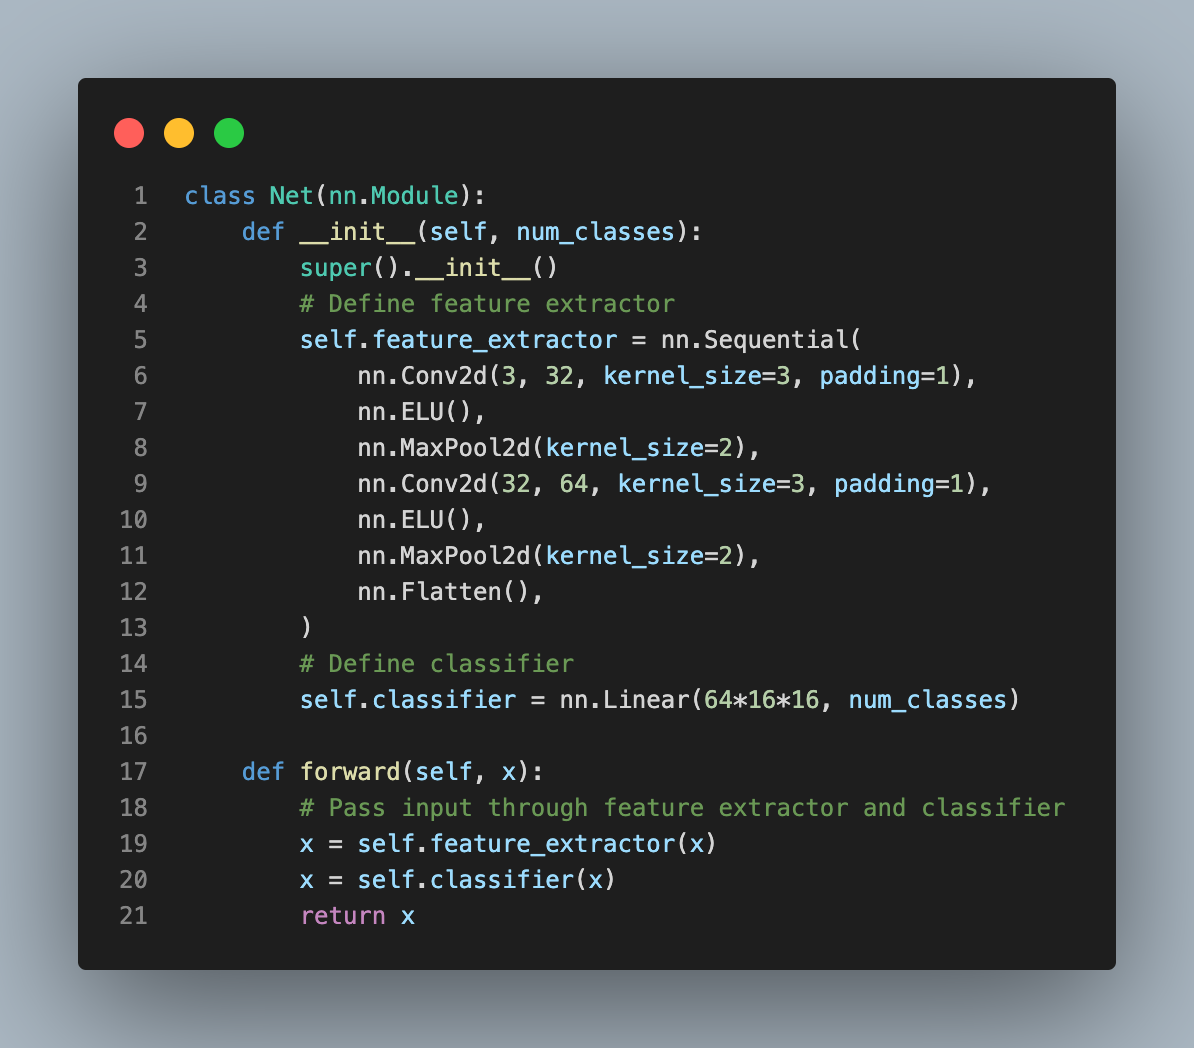 1 class Net(nn.Module):
2     def __init__(self, num_classes):
3         super().__init__()
4         # Define feature extractor
5         self.feature_extractor = nn.Sequential(
6             nn.Conv2d(3, 32, kernel_size=3, padding=1),
7             nn.ELU(),
8             nn.MaxPool2d(kernel_size=2),
9             nn.Conv2d(32, 64, kernel_size=3, padding=1),
10             nn.ELU(),
11             nn.MaxPool2d(kernel_size=2),
12             nn.Flatten(),
13         )
14         # Define classifier
15         self.classifier = nn.Linear(64*16*16, num_classes)
16
17     def forward(self, x):
18         # Pass input through feature extractor and classifier
19         x = self.feature_extractor(x)
20         x = self.classifier(x)
21         return x